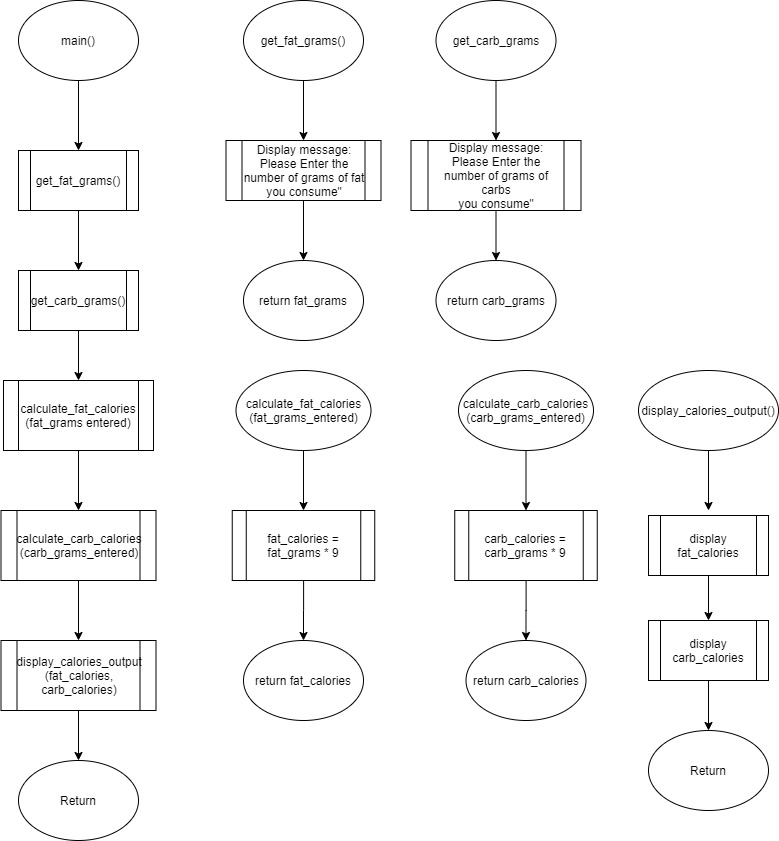 main()
get_fat_grams()
get_carb_grams()
calculate_fat_calories
(fat_grams entered)
calculate_carb_calories
(carb_grams_entered)
display_calories_output
(fat_calories,
carb_calories)
Return
get_fat_grams()
Display message:
Please Enter the
number of grams of fat
you consume"
return fat_grams
get_carb_grams
Display message:
Please Enter the
number of grams of
carbs
you consume"
return carb_grams
calculate_fat_calories
(fat_grams_entered)
fat_calories =
fat_grams * 9
return fat_calories
calculate_carb_calories
(carb_grams_entered)
carb_calories =
carb_grams * 9
return carb_calories
display_calories_output()
display
fat_calories
display
carb_calories
Return